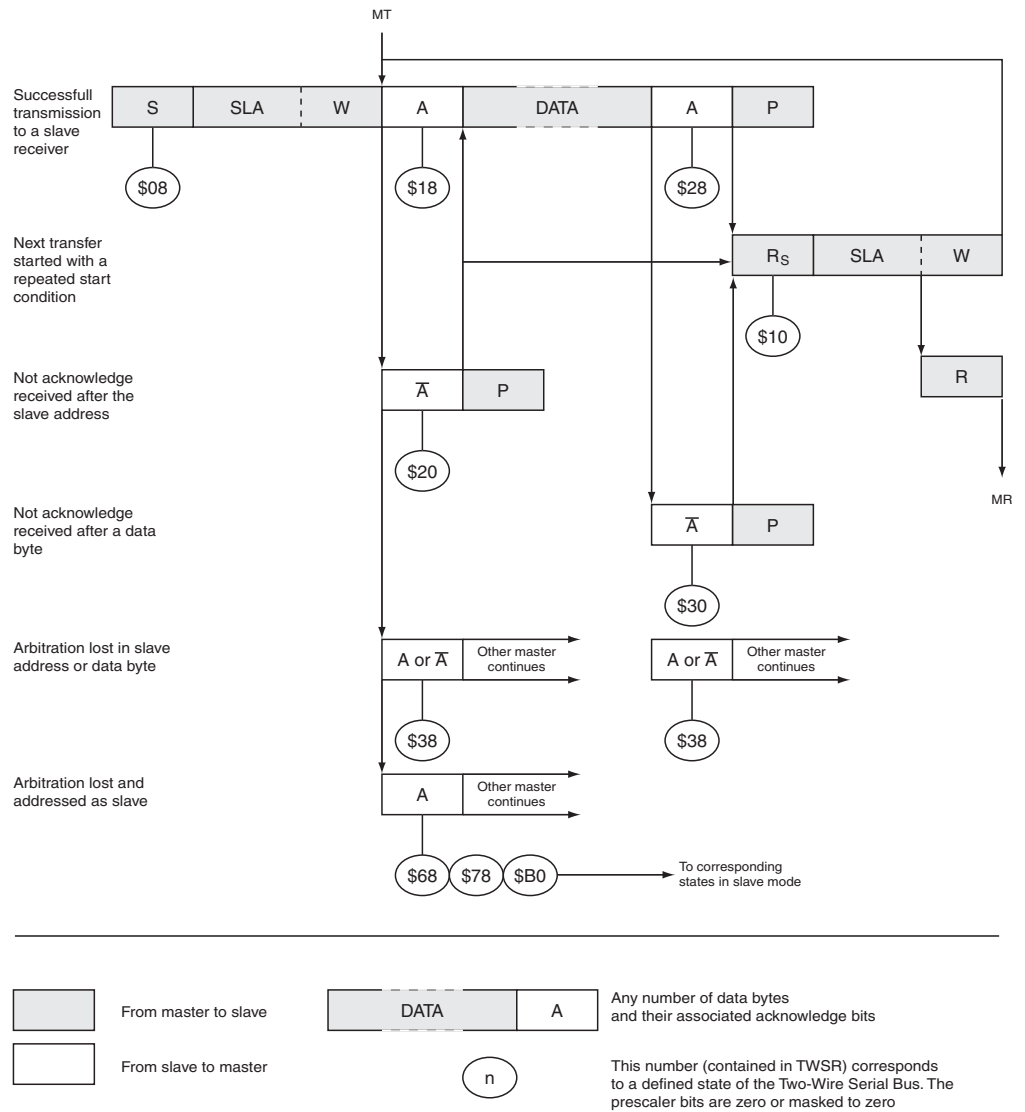 MT
Successfull
transmission
to a slave
receiver
S SLA W A DATA A P
$08 $18 $28
Next transfer
started with a
repeated start
condition
RS SLA W
$10
Not acknowledge
received after the
slave address
A̅ P
R
$20
MR
Not acknowledge
received after a data
byte
A̅ P
$30
Arbitration lost in slave
address or data byte
A or A̅
Other master
continues
A or A̅
Other master
continues
$38 $38
Arbitration lost and
addressed as slave
A
Other master
continues
$68 $78 $B0
To corresponding
states in slave mode
From master to slave
DATA A
Any number of data bytes
and their associated acknowledge bits
From slave to master
n
This number (contained in TWSR) corresponds
to a defined state of the Two-Wire Serial Bus. The
prescaler bits are zero or masked to zero